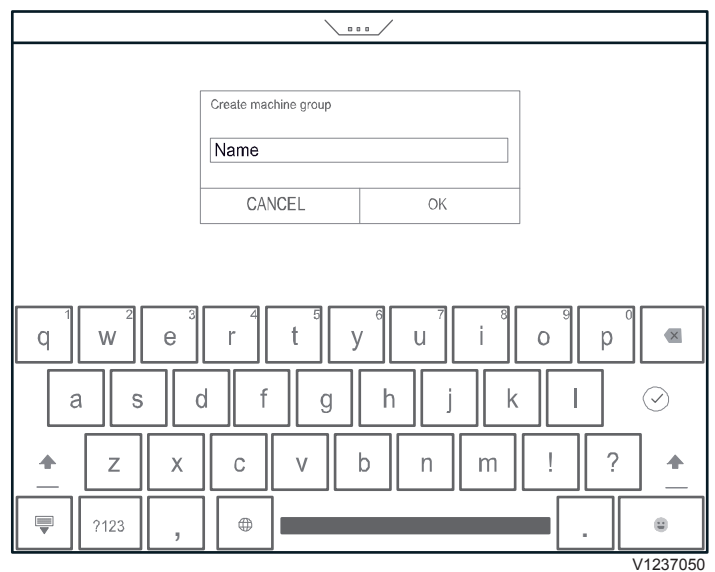 Create machine group
Name
CANCEL OK
1 2 3 4 5 6 7 8 9 0
q w e r t y u i o p
a s d f g h j k l
z x c v b n m ! ?
?123 , .
V1237050